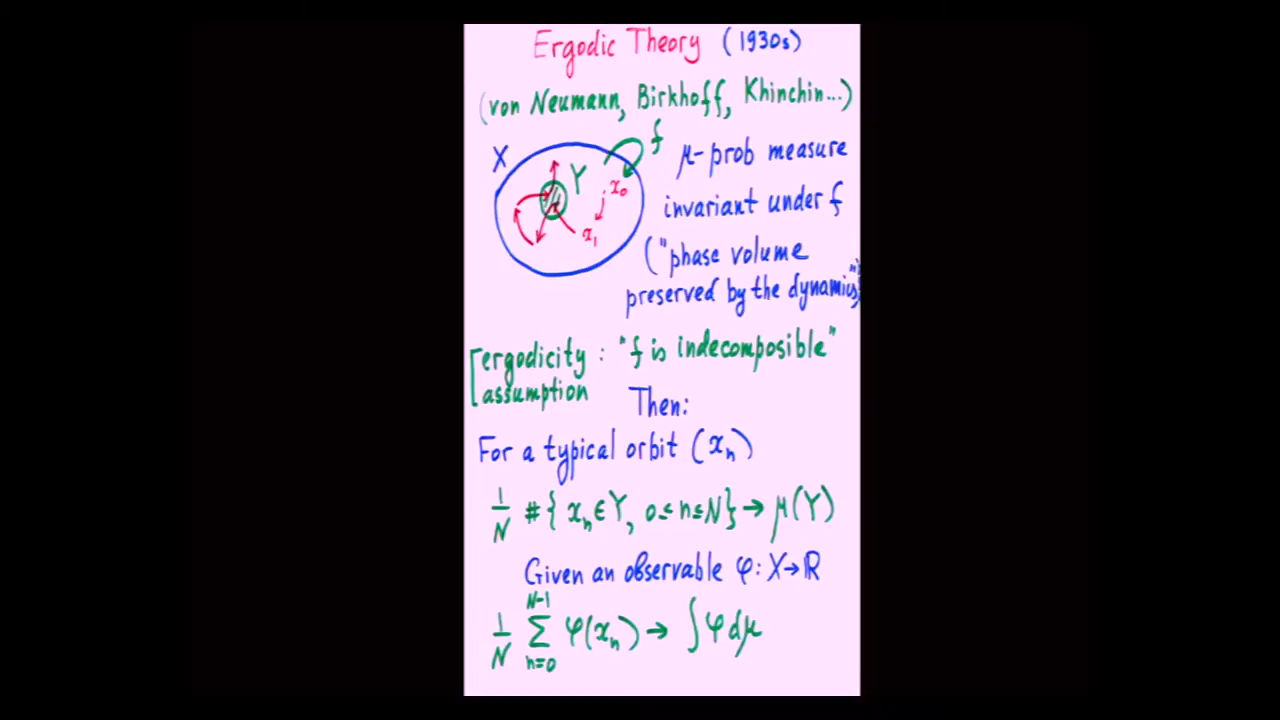 Ergodic Theory (1930s)
(von Neumann, Birkhoff, Khinchin...)
X
Y
f
x₀
x₁
μ-prob measure
invariant under f
("phase volume
preserved by the dynamics")
[ergodicity : "f is indecomposible"
assumption
Then:
For a typical orbit (xₙ)
1/N #{xₙ∈Y, 0≤n≤N} → μ(Y)
Given an observable φ: X→ℝ
1/N Σ_{n=0}^{N-1} φ(xₙ) → ∫φdμ